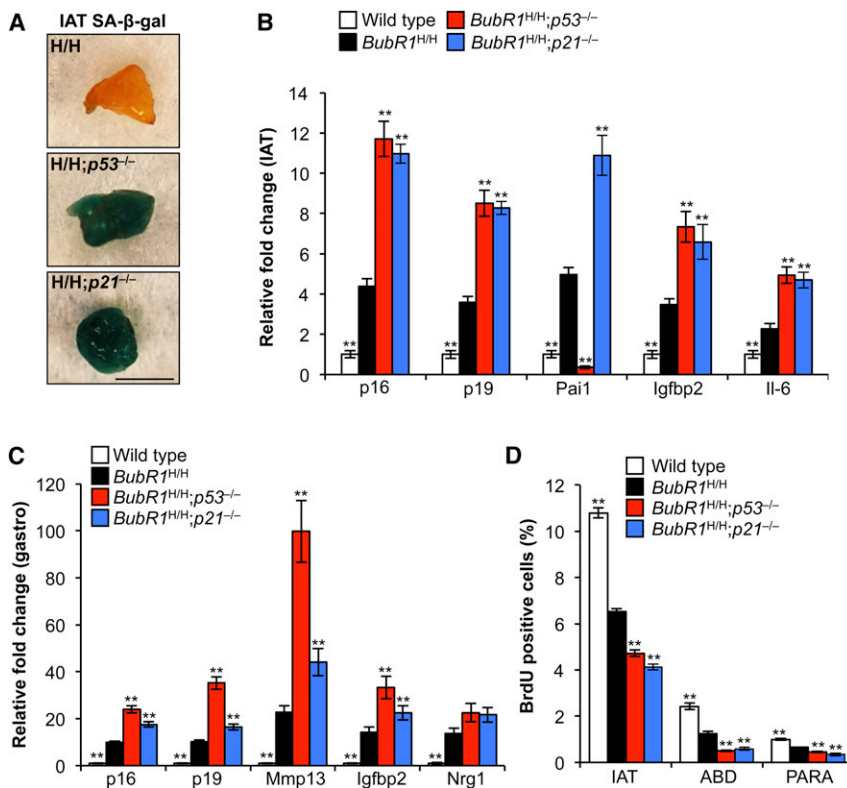 A
IAT SA-β-gal
H/H
H/H;p53–/–
H/H;p21–/–
B
Wild type
BubR1H/H
BubR1H/H;p53–/–
BubR1H/H;p21–/–
Relative fold change (IAT)
14
12
10
8
6
4
2
0
** ** ** ** ** ** ** ** ** ** ** ** ** **
p16 p19 Pai1 Igfbp2 Il-6
C
Wild type
BubR1H/H
BubR1H/H;p53–/–
BubR1H/H;p21–/–
Relative fold change (gastro)
120
100
80
60
40
20
0
** ** ** ** ** ** ** ** ** ** ** ** **
p16 p19 Mmp13 Igfbp2 Nrg1
D
Wild type
BubR1H/H
BubR1H/H;p53–/–
BubR1H/H;p21–/–
BrdU positive cells (%)
12
10
8
6
4
2
0
** ** ** ** ** ** ** ** **
IAT ABD PARA